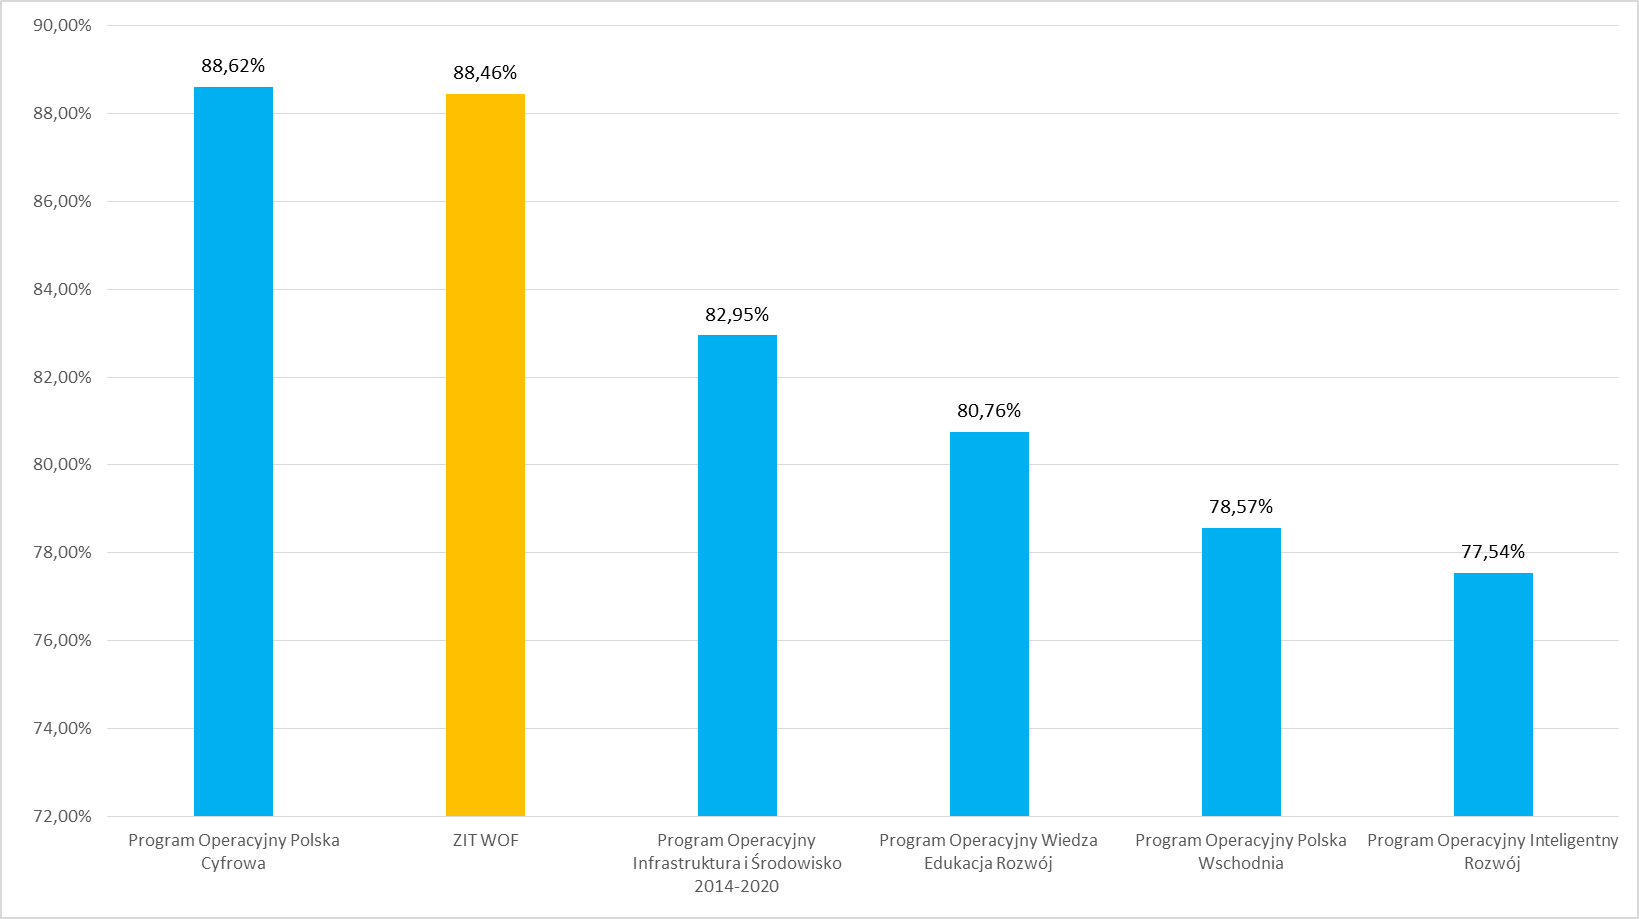 90,00%
88,00%
86,00%
84,00%
82,00%
80,00%
78,00%
76,00%
74,00%
72,00%
88,62%
88,46%
82,95%
80,76%
78,57%
77,54%
Program Operacyjny Polska
Cyfrowa
ZIT WOF
Program Operacyjny
Infrastruktura i Środowisko
2014-2020
Program Operacyjny Wiedza
Edukacja Rozwój
Program Operacyjny Polska
Wschodnia
Program Operacyjny Inteligentny
Rozwój